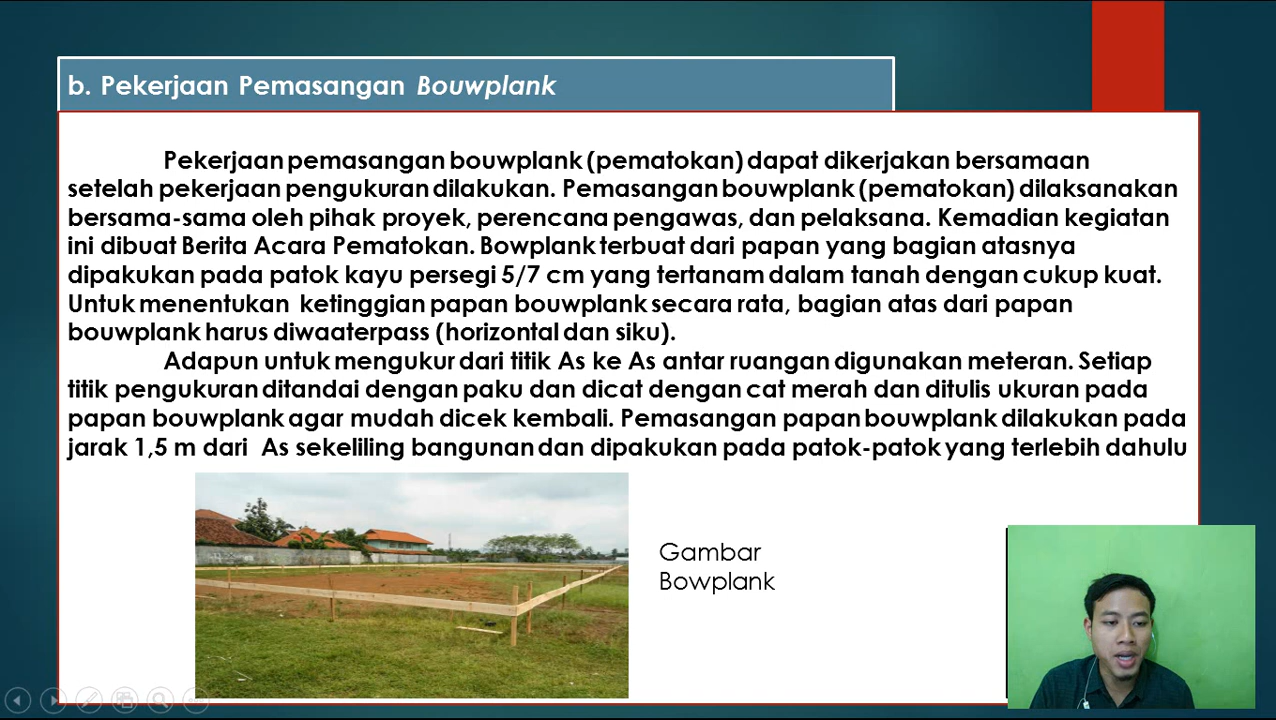 b. Pekerjaan Pemasangan Bouwplank
Pekerjaan pemasangan bouwplank (pematokan) dapat dikerjakan bersamaan
setelah pekerjaan pengukuran dilakukan. Pemasangan bouwplank (pematokan) dilaksanakan
bersama-sama oleh pihak proyek, perencana pengawas, dan pelaksana. Kemadian kegiatan
ini dibuat Berita Acara Pematokan. Bowplank terbuat dari papan yang bagian atasnya
dipakukan pada patok kayu persegi 5/7 cm yang tertanam dalam tanah dengan cukup kuat.
Untuk menentukan ketinggian papan bouwplank secara rata, bagian atas dari papan
bouwplank harus diwaaterpass (horizontal dan siku).
Adapun untuk mengukur dari titik As ke As antar ruangan digunakan meteran. Setiap
titik pengukuran ditandai dengan paku dan dicat dengan cat merah dan ditulis ukuran pada
papan bouwplank agar mudah dicek kembali. Pemasangan papan bouwplank dilakukan pada
jarak 1,5 m dari As sekeliling bangunan dan dipakukan pada patok-patok yang terlebih dahulu
Gambar
Bowplank